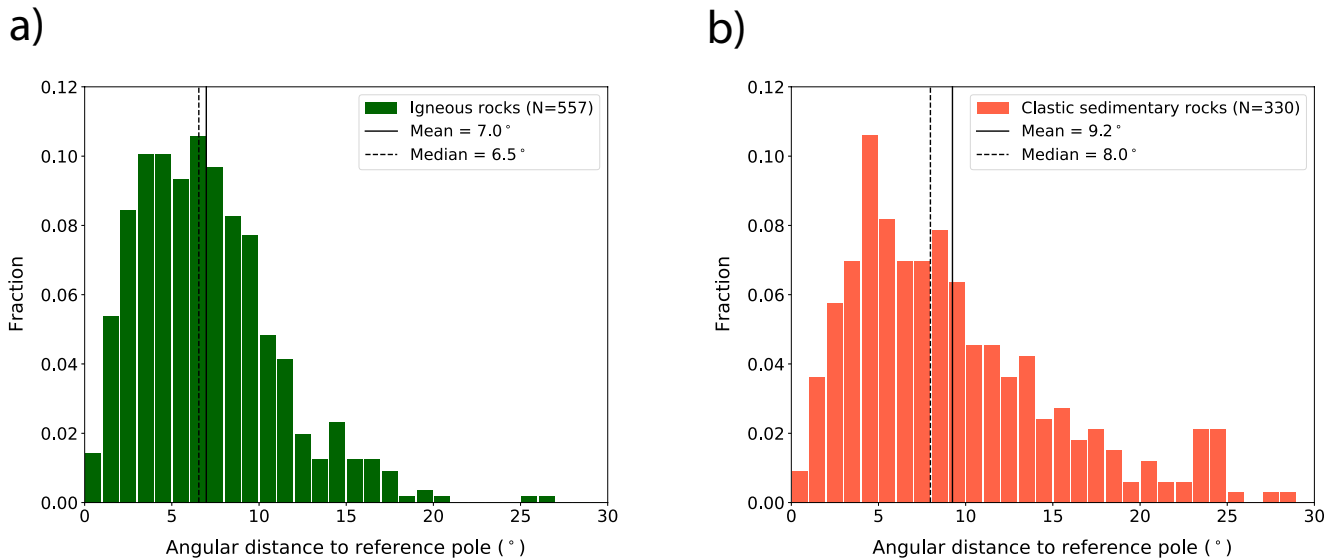 a)
0.12
0.10
0.08
0.06
0.04
0.02
0.00
Fraction
Igneous rocks (N=557)
Mean = 7.0°
Median = 6.5°
0 5 10 15 20 25 30
Angular distance to reference pole (°)
b)
0.12
0.10
0.08
0.06
0.04
0.02
0.00
Fraction
Clastic sedimentary rocks (N=330)
Mean = 9.2°
Median = 8.0°
0 5 10 15 20 25 30
Angular distance to reference pole (°)